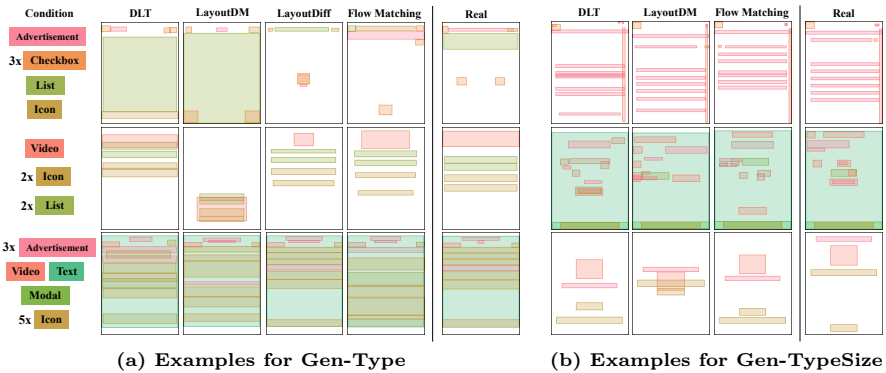 Condition DLT LayoutDM LayoutDiff Flow Matching Real DLT LayoutDM Flow Matching Real
Advertisement
3x Checkbox
List
Icon
Video
2x Icon
2x List
3x Advertisement
Video Text
Modal
5x Icon
(a) Examples for Gen-Type (b) Examples for Gen-TypeSize